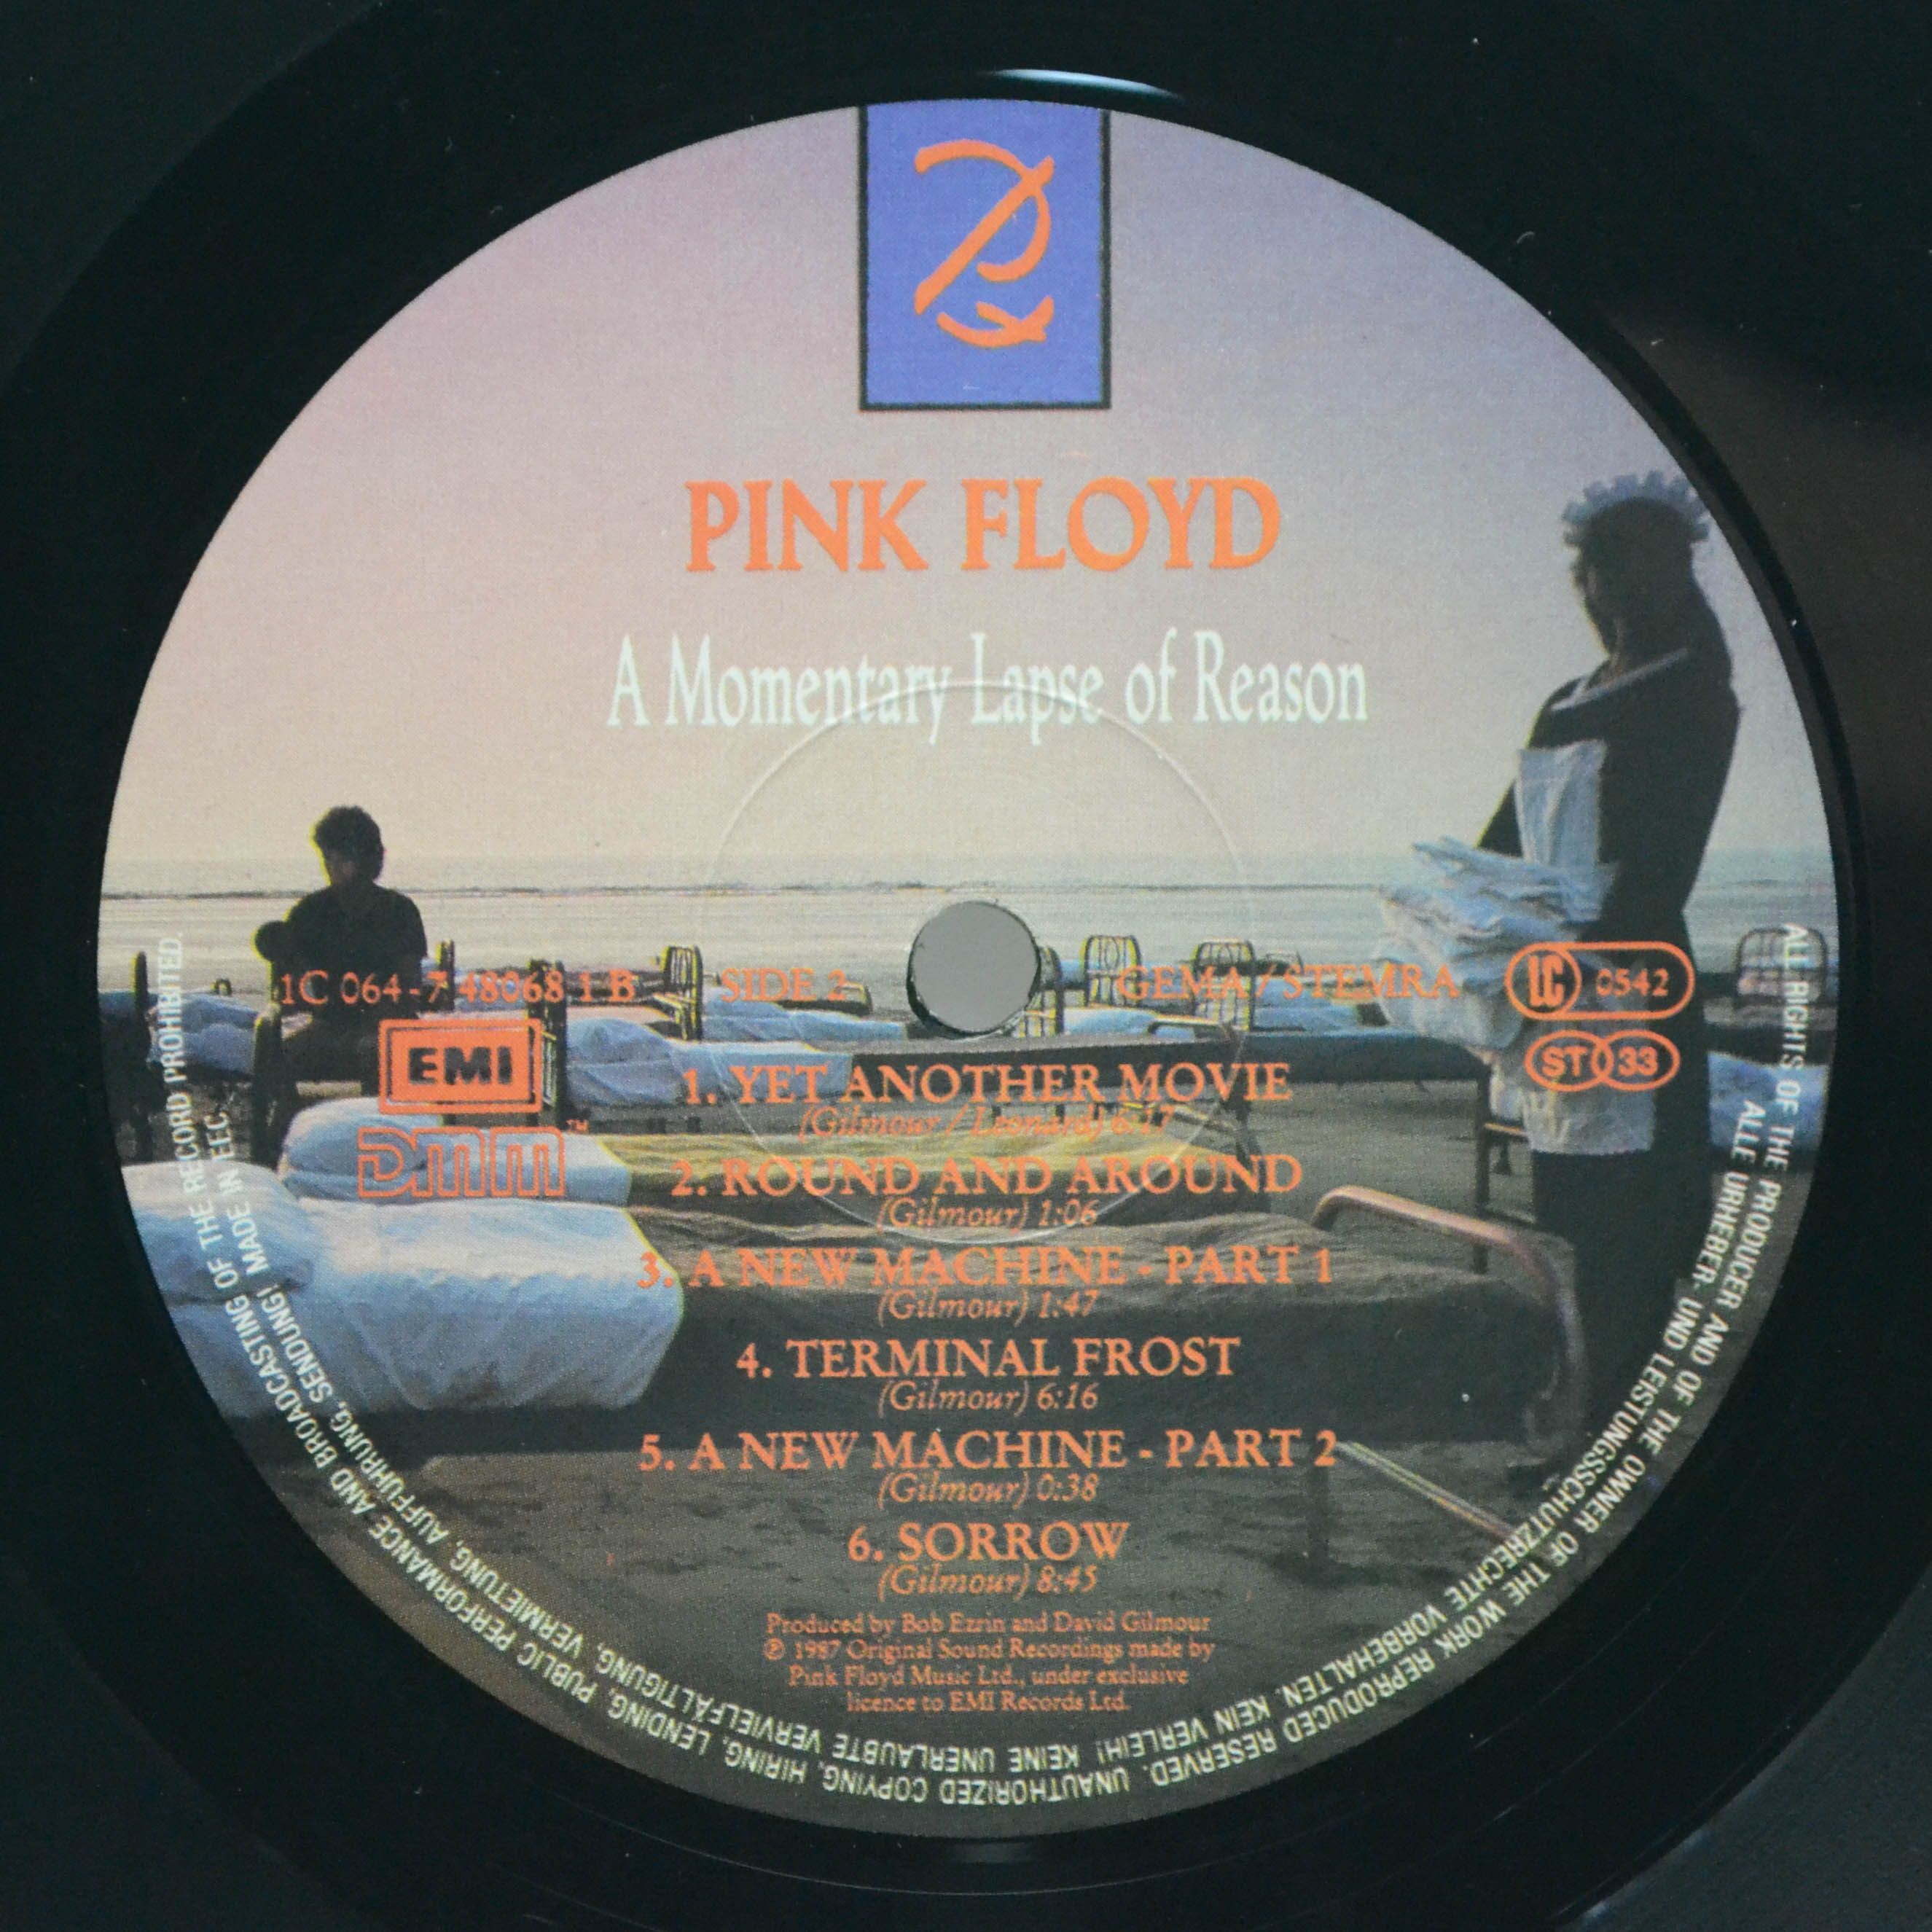 PINK FLOYD
A Momentary Lapse of Reason
1C 064-7 48068 1 B SIDE 2 GEMA / STEMRA LC 0542
EMI
ST 33
DMM™
1. YET ANOTHER MOVIE
(Gilmour / Leonard) 6:17
2. ROUND AND AROUND
(Gilmour) 1:06
3. A NEW MACHINE - PART 1
(Gilmour) 1:47
4. TERMINAL FROST
(Gilmour) 6:16
5. A NEW MACHINE - PART 2
(Gilmour) 0:38
6. SORROW
(Gilmour) 8:45
Produced by Bob Ezrin and David Gilmour
℗ 1987 Original Sound Recordings made by
Pink Floyd Music Ltd., under exclusive
licence to EMI Records Ltd.
ALL RIGHTS OF THE PRODUCER AND OF THE OWNER OF THE WORK REPRODUCED RESERVED. UNAUTHORIZED COPYING, HIRING, LENDING, PUBLIC PERFORMANCE AND BROADCASTING OF THE RECORD PROHIBITED.
ALLE URHEBER- UND LEISTUNGSSCHUTZRECHTE VORBEHALTEN. KEIN VERLEIH! KEINE UNERLAUBTE VERVIELFÄLTIGUNG, VERMIETUNG, AUFFÜHRUNG, SENDUNG! MADE IN EEC.